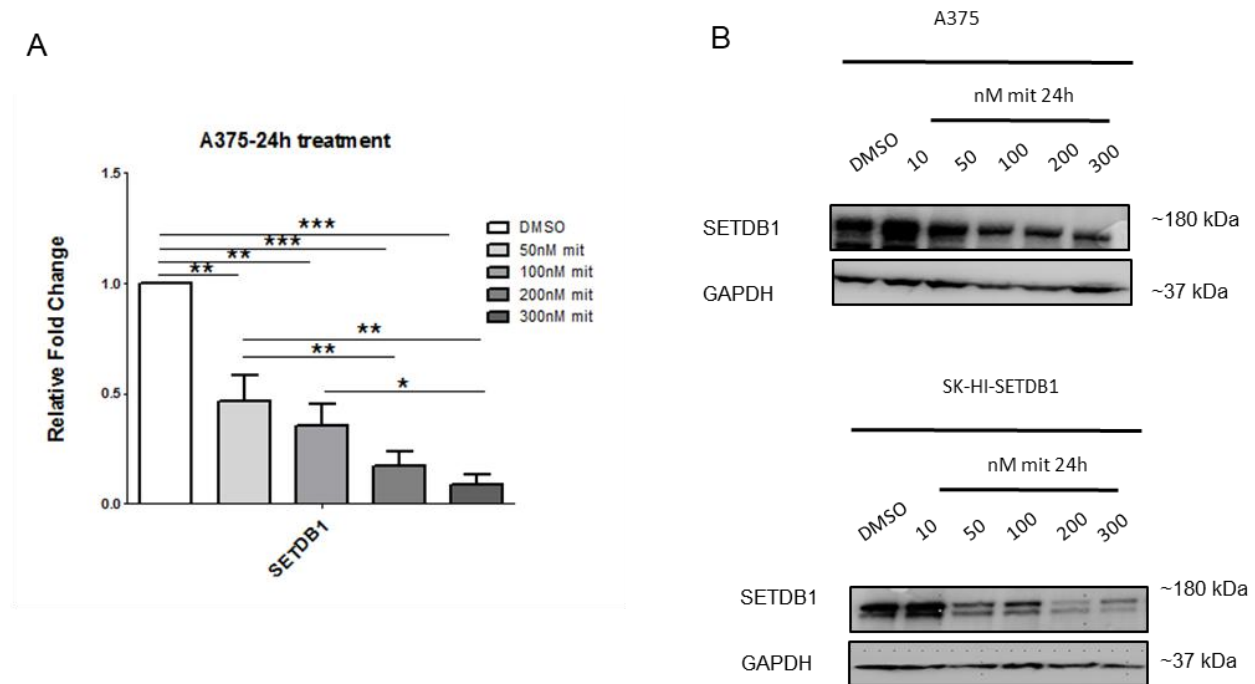 A
A375-24h treatment
Relative Fold Change
1.5
1.0
0.5
0.0
***
***
**
**
**
**
*
DMSO
50nM mit
100nM mit
200nM mit
300nM mit
SETDB1
B
A375
nM mit 24h
DMSO 10 50 100 200 300
SETDB1 ~180 kDa
GAPDH ~37 kDa
SK-HI-SETDB1
nM mit 24h
DMSO 10 50 100 200 300
SETDB1 ~180 kDa
GAPDH ~37 kDa